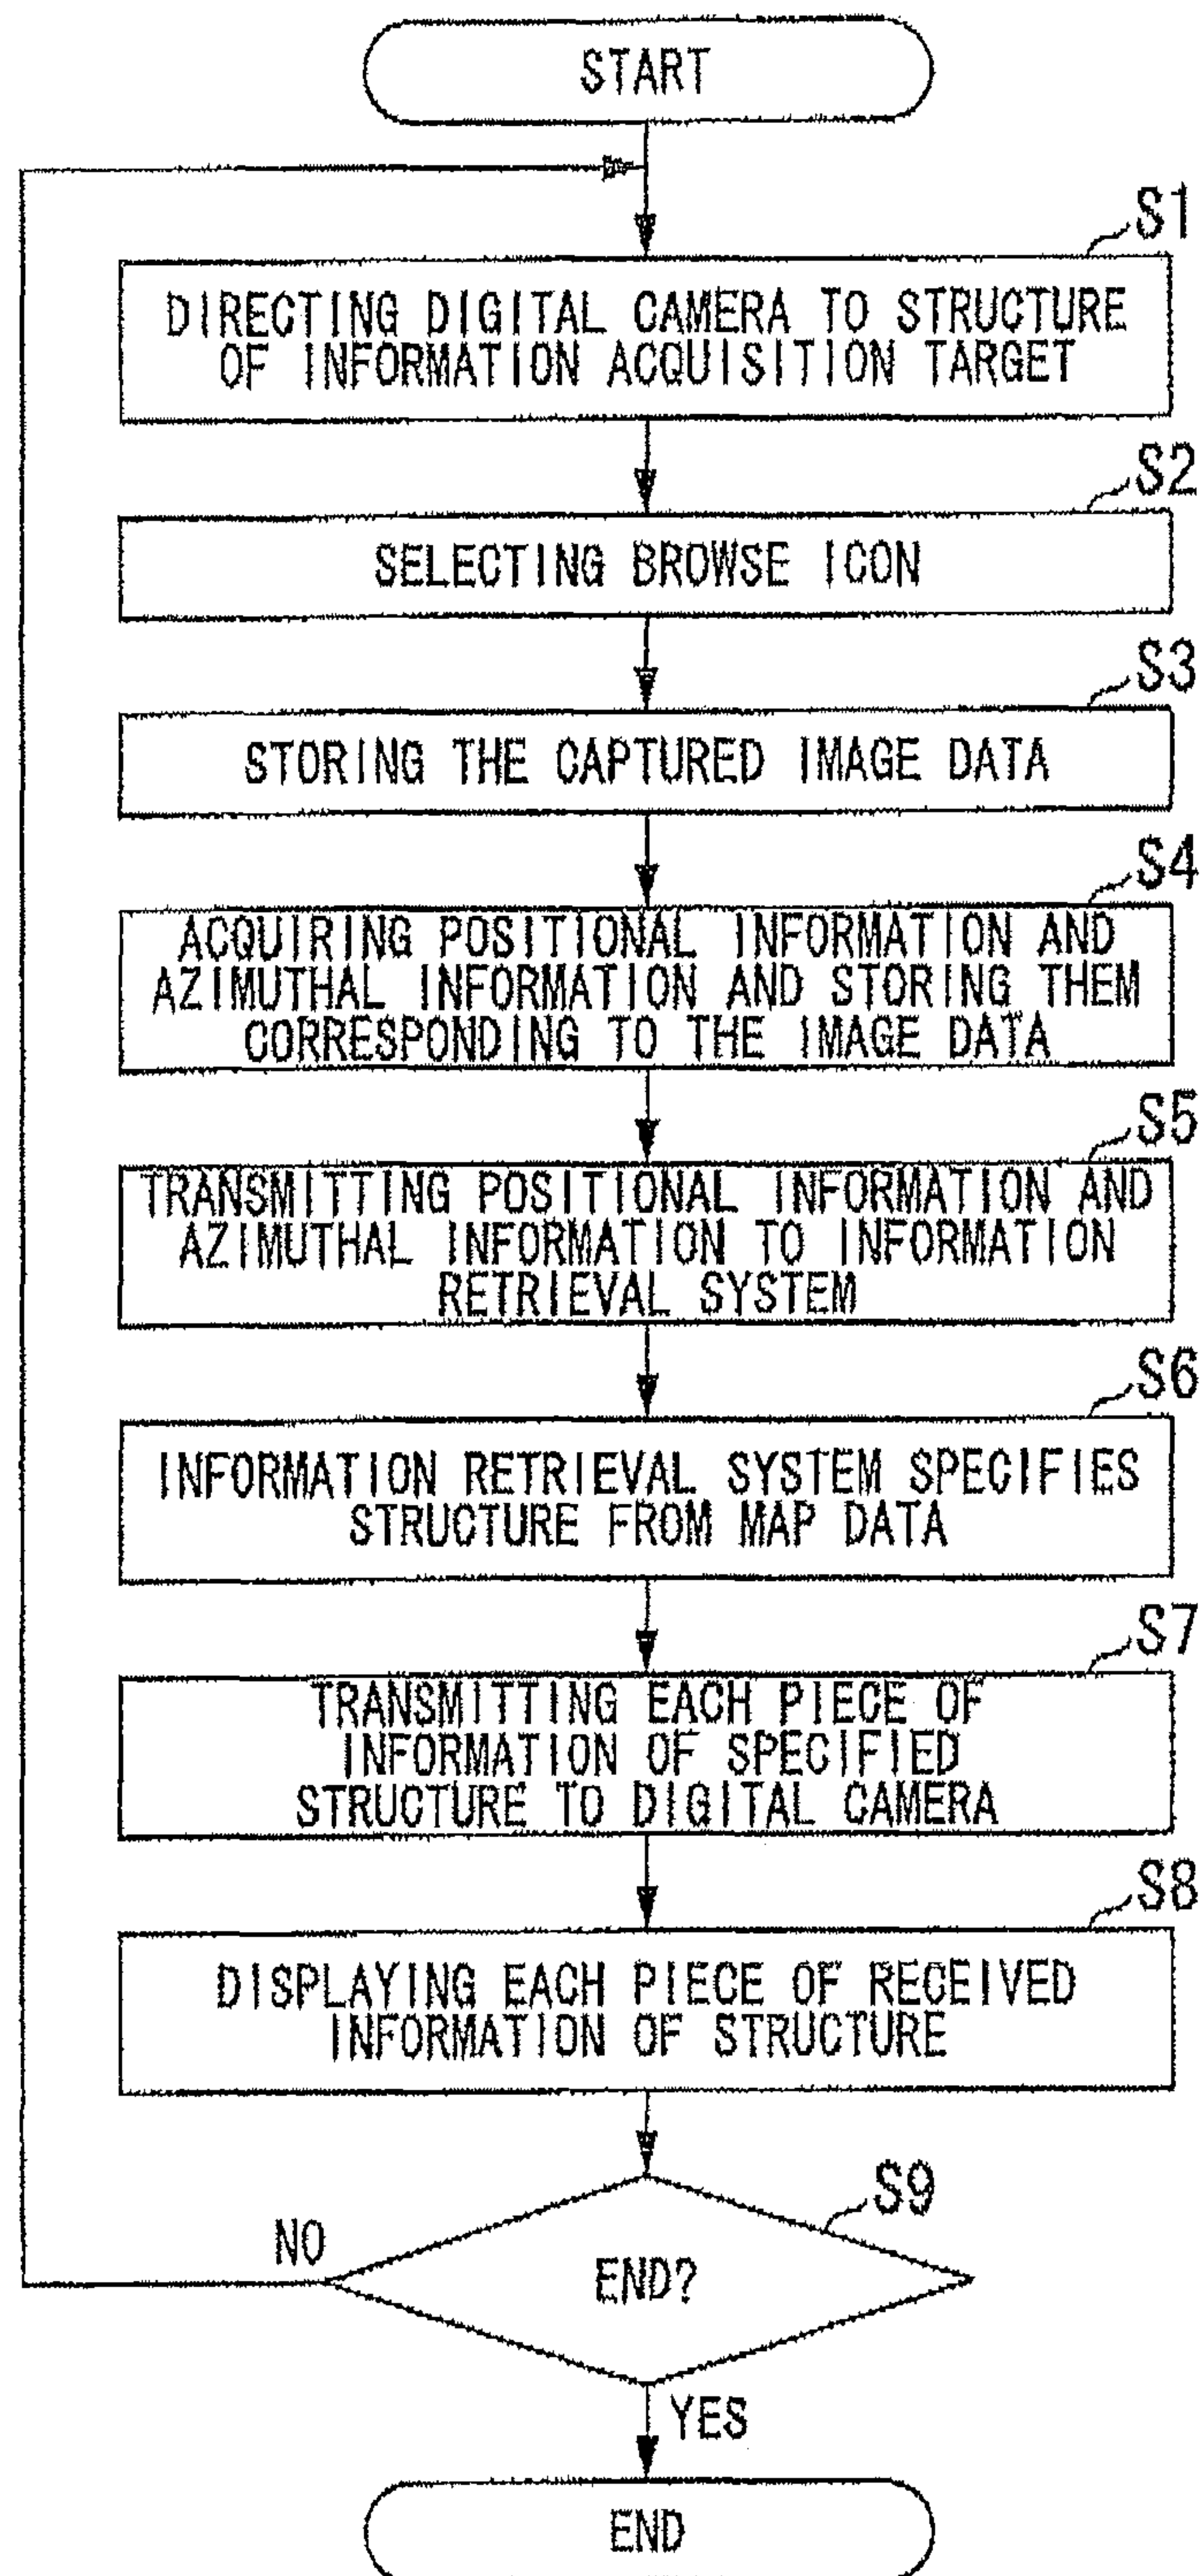 START
S1
DIRECTING DIGITAL CAMERA TO STRUCTURE
OF INFORMATION ACQUISITION TARGET
S2
SELECTING BROWSE ICON
S3
STORING THE CAPTURED IMAGE DATA
S4
ACQUIRING POSITIONAL INFORMATION AND
AZIMUTHAL INFORMATION AND STORING THEM
CORRESPONDING TO THE IMAGE DATA
S5
TRANSMITTING POSITIONAL INFORMATION AND
AZIMUTHAL INFORMATION TO INFORMATION
RETRIEVAL SYSTEM
S6
INFORMATION RETRIEVAL SYSTEM SPECIFIES
STRUCTURE FROM MAP DATA
S7
TRANSMITTING EACH PIECE OF
INFORMATION OF SPECIFIED
STRUCTURE TO DIGITAL CAMERA
S8
DISPLAYING EACH PIECE OF RECEIVED
INFORMATION OF STRUCTURE
S9
NO
END?
YES
END